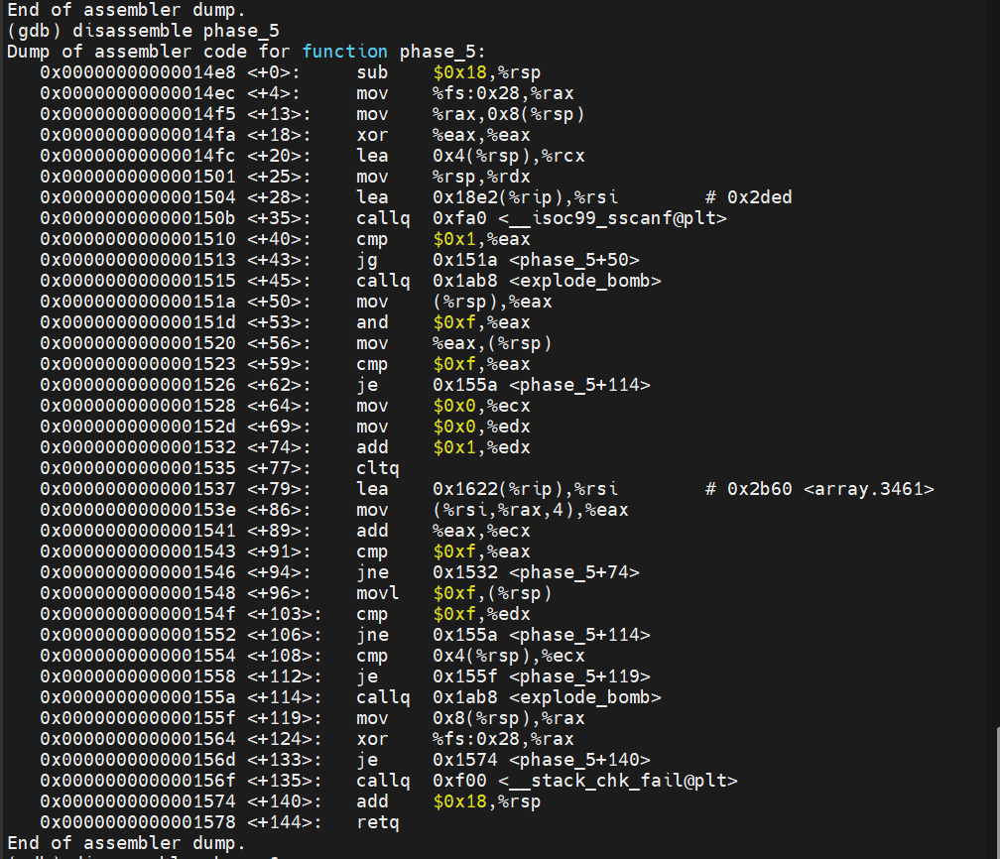 End of assembler dump.
(gdb) disassemble phase_5
Dump of assembler code for function phase_5:
   0x00000000000014e8 <+0>:     sub    $0x18,%rsp
   0x00000000000014ec <+4>:     mov    %fs:0x28,%rax
   0x00000000000014f5 <+13>:    mov    %rax,0x8(%rsp)
   0x00000000000014fa <+18>:    xor    %eax,%eax
   0x00000000000014fc <+20>:    lea    0x4(%rsp),%rcx
   0x0000000000001501 <+25>:    mov    %rsp,%rdx
   0x0000000000001504 <+28>:    lea    0x18e2(%rip),%rsi        # 0x2ded
   0x000000000000150b <+35>:    callq  0xfa0 <__isoc99_sscanf@plt>
   0x0000000000001510 <+40>:    cmp    $0x1,%eax
   0x0000000000001513 <+43>:    jg     0x151a <phase_5+50>
   0x0000000000001515 <+45>:    callq  0x1ab8 <explode_bomb>
   0x000000000000151a <+50>:    mov    (%rsp),%eax
   0x000000000000151d <+53>:    and    $0xf,%eax
   0x0000000000001520 <+56>:    mov    %eax,(%rsp)
   0x0000000000001523 <+59>:    cmp    $0xf,%eax
   0x0000000000001526 <+62>:    je     0x155a <phase_5+114>
   0x0000000000001528 <+64>:    mov    $0x0,%ecx
   0x000000000000152d <+69>:    mov    $0x0,%edx
   0x0000000000001532 <+74>:    add    $0x1,%edx
   0x0000000000001535 <+77>:    cltq
   0x0000000000001537 <+79>:    lea    0x1622(%rip),%rsi        # 0x2b60 <array.3461>
   0x000000000000153e <+86>:    mov    (%rsi,%rax,4),%eax
   0x0000000000001541 <+89>:    add    %eax,%ecx
   0x0000000000001543 <+91>:    cmp    $0xf,%eax
   0x0000000000001546 <+94>:    jne    0x1532 <phase_5+74>
   0x0000000000001548 <+96>:    movl   $0xf,(%rsp)
   0x000000000000154f <+103>:   cmp    $0xf,%edx
   0x0000000000001552 <+106>:   jne    0x155a <phase_5+114>
   0x0000000000001554 <+108>:   cmp    0x4(%rsp),%ecx
   0x0000000000001558 <+112>:   je     0x155f <phase_5+119>
   0x000000000000155a <+114>:   callq  0x1ab8 <explode_bomb>
   0x000000000000155f <+119>:   mov    0x8(%rsp),%rax
   0x0000000000001564 <+124>:   xor    %fs:0x28,%rax
   0x000000000000156d <+133>:   je     0x1574 <phase_5+140>
   0x000000000000156f <+135>:   callq  0xf00 <__stack_chk_fail@plt>
   0x0000000000001574 <+140>:   add    $0x18,%rsp
   0x0000000000001578 <+144>:   retq
End of assembler dump.